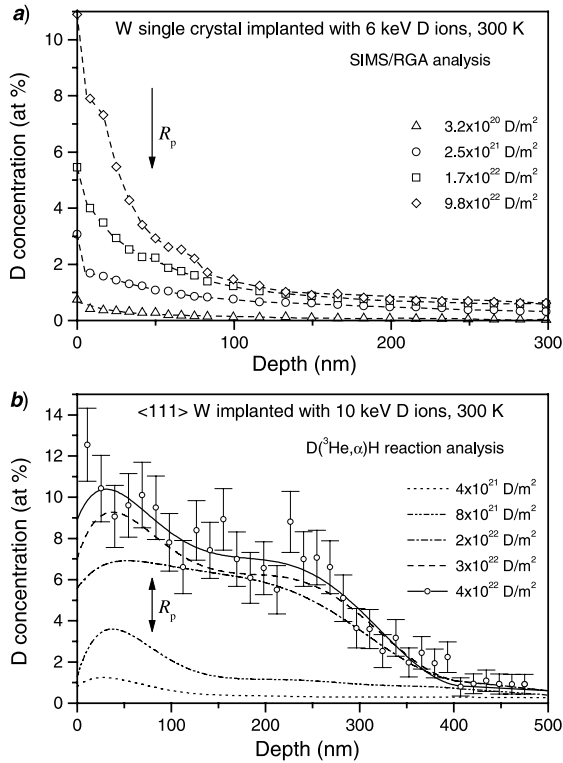 a)
W single crystal implanted with 6 keV D ions, 300 K
SIMS/RGA analysis
R_p
3.2x10^20 D/m^2
2.5x10^21 D/m^2
1.7x10^22 D/m^2
9.8x10^22 D/m^2
D concentration (at %)
10
8
6
4
2
0
0 100 200 300
Depth (nm)
b)
<111> W implanted with 10 keV D ions, 300 K
D(^3He,α)H reaction analysis
4x10^21 D/m^2
8x10^21 D/m^2
2x10^22 D/m^2
3x10^22 D/m^2
4x10^22 D/m^2
R_p
D concentration (at %)
14
12
10
8
6
4
2
0
0 100 200 300 400 500
Depth (nm)